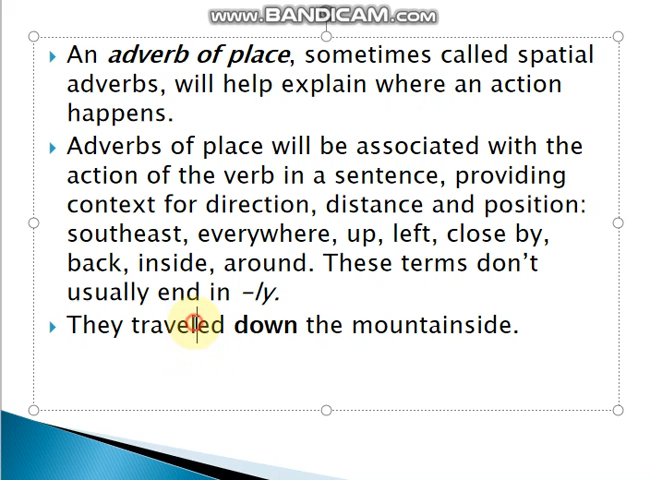 www.BANDICAM.com
An adverb of place, sometimes called spatial
adverbs, will help explain where an action
happens.
Adverbs of place will be associated with the
action of the verb in a sentence, providing
context for direction, distance and position:
southeast, everywhere, up, left, close by,
back, inside, around. These terms don’t
usually end in –ly.
They travelled down the mountainside.